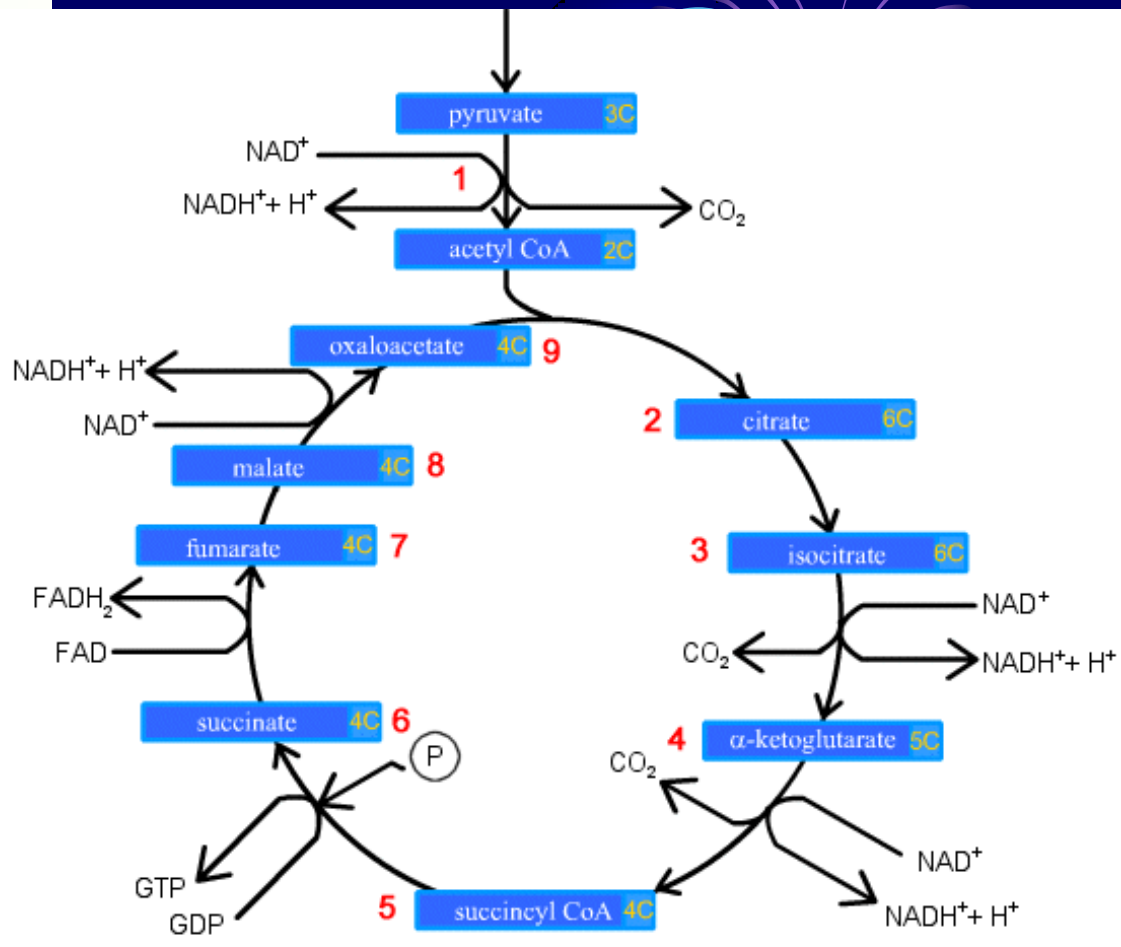 pyruvate 3C
NAD⁺
1
NADH⁺+ H⁺
CO₂
acetyl CoA 2C
oxaloacetate 4C 9
NADH⁺+ H⁺
NAD⁺
2 citrate 6C
malate 4C 8
fumarate 4C 7
3 isocitrate 6C
FADH₂
FAD
NAD⁺
CO₂
NADH⁺+ H⁺
succinate 4C 6
4 α-ketoglutarate 5C
P
CO₂
NAD⁺
NADH⁺+ H⁺
GTP
GDP
5 succincyl CoA 4C